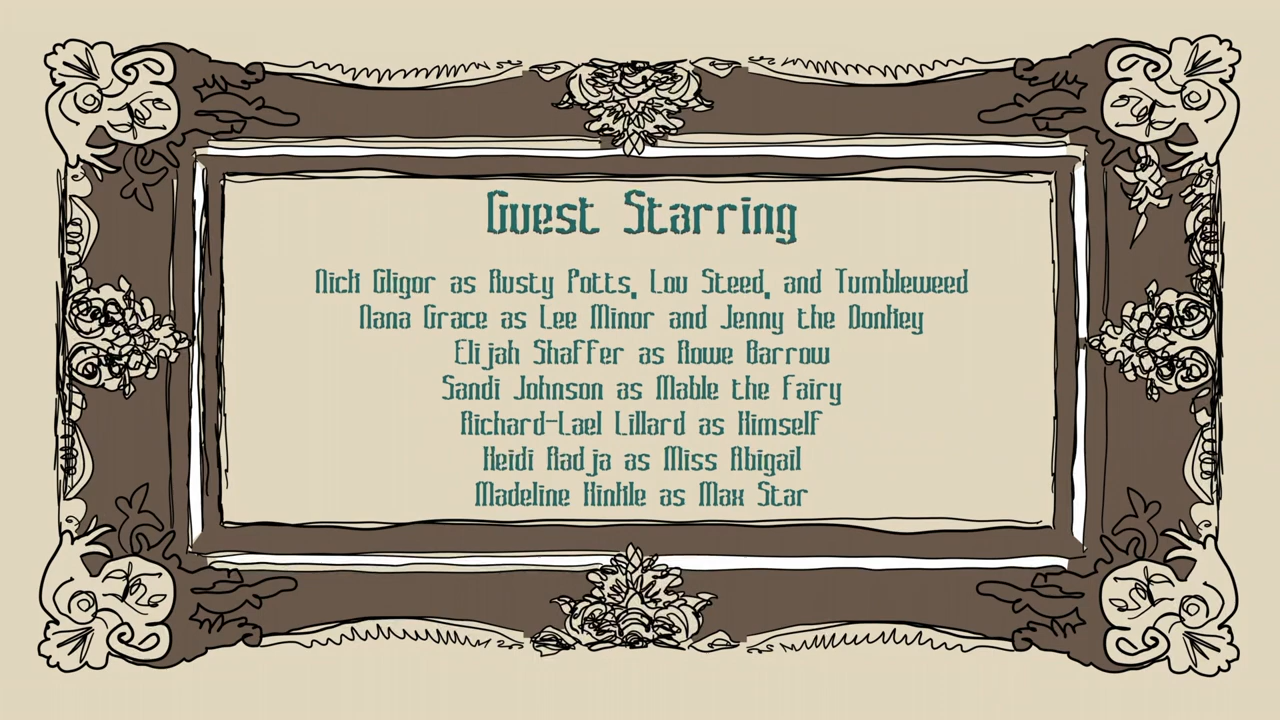 Guest Starring
Nick Gligor as Rusty Potts, Lou Steed, and Tumbleweed
Nana Grace as Lee Minor and Jenny the Donkey
Elijah Shaffer as Rowe Barrow
Sandi Johnson as Mable the Fairy
Richard-Lael Lillard as Himself
Heidi Radja as Miss Abigail
Madeline Hinkle as Max Star